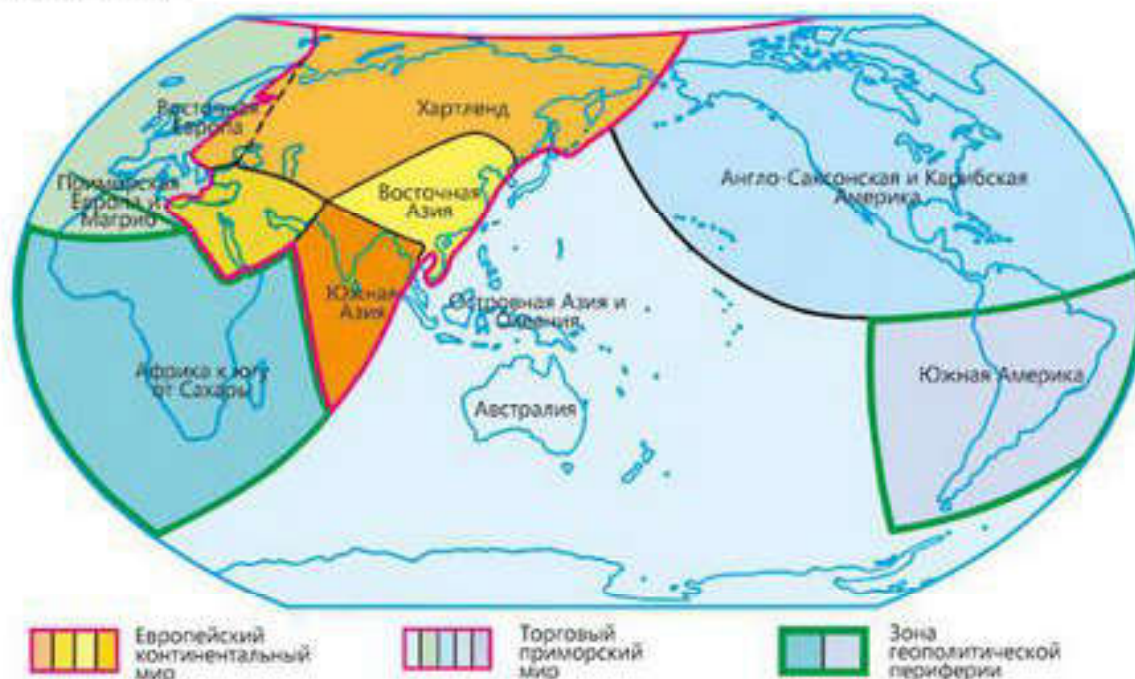 Восточная
Европа
Хартленд
Приморская
Европа и
Магриб
Восточная
Азия
Англо-Саксонская и Карибская
Америка
Южная
Азия
Островная Азия и
Океания
Африка к югу
от Сахары
Австралия
Южная Америка
Европейский
континентальный
мир
Торговый
приморский
мир
Зона
геополитической
периферии